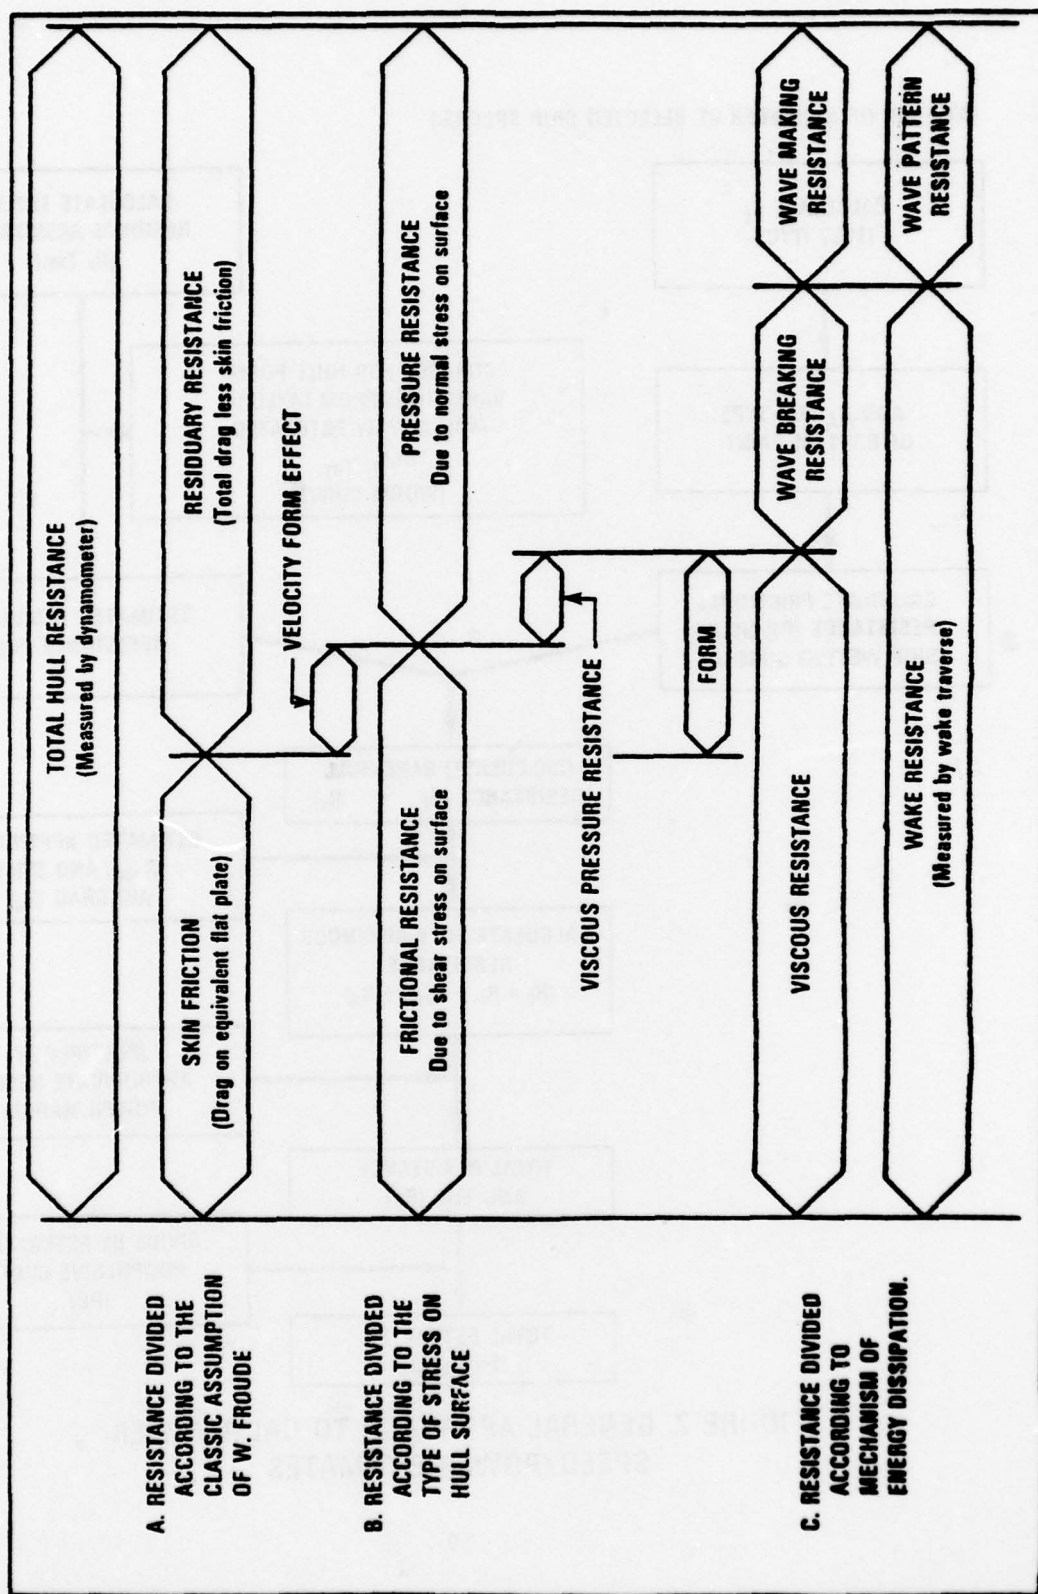 TOTAL HULL RESISTANCE
(Measured by dynamometer)
A. RESISTANCE DIVIDED
ACCORDING TO THE
CLASSIC ASSUMPTION
OF W. FROUDE
SKIN FRICTION
(Drag on equivalent flat plate)
RESIDUARY RESISTANCE
(Total drag less skin friction)
VELOCITY FORM EFFECT
B. RESISTANCE DIVIDED
ACCORDING TO THE
TYPE OF STRESS ON
HULL SURFACE
FRICTIONAL RESISTANCE
Due to shear stress on surface
PRESSURE RESISTANCE
Due to normal stress on surface
VISCOUS PRESSURE RESISTANCE
FORM
C. RESISTANCE DIVIDED
ACCORDING TO
MECHANISM OF
ENERGY DISSIPATION.
VISCOUS RESISTANCE
WAVE BREAKING
RESISTANCE
WAVE MAKING
RESISTANCE
WAKE RESISTANCE
(Measured by wake traverse)
WAVE PATTERN
RESISTANCE